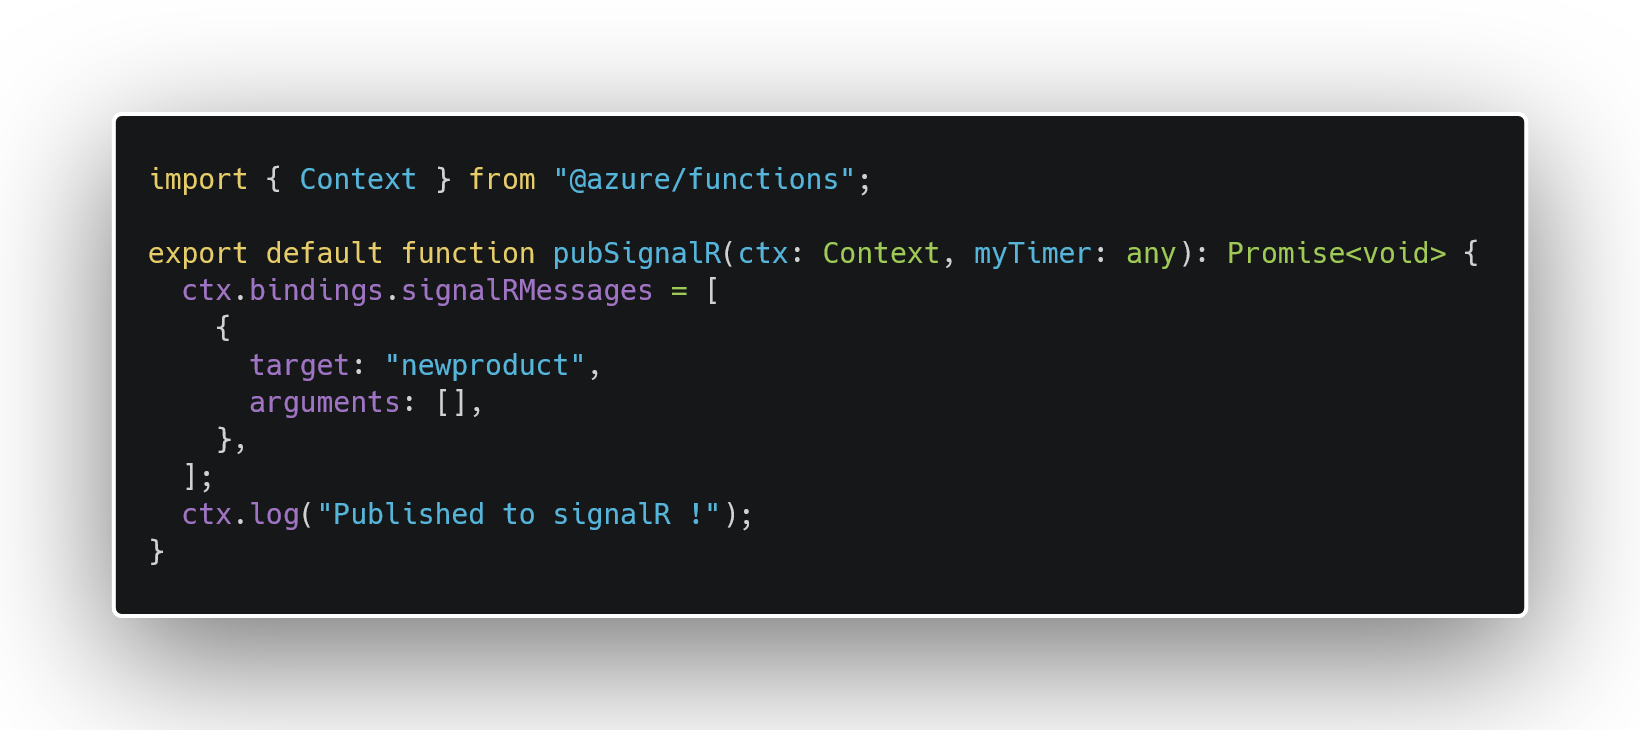 import { Context } from "@azure/functions";
export default function pubSignalR(ctx: Context, myTimer: any): Promise<void> {
  ctx.bindings.signalRMessages = [
    {
      target: "newproduct",
      arguments: [],
    },
  ];
  ctx.log("Published to signalR !");
}